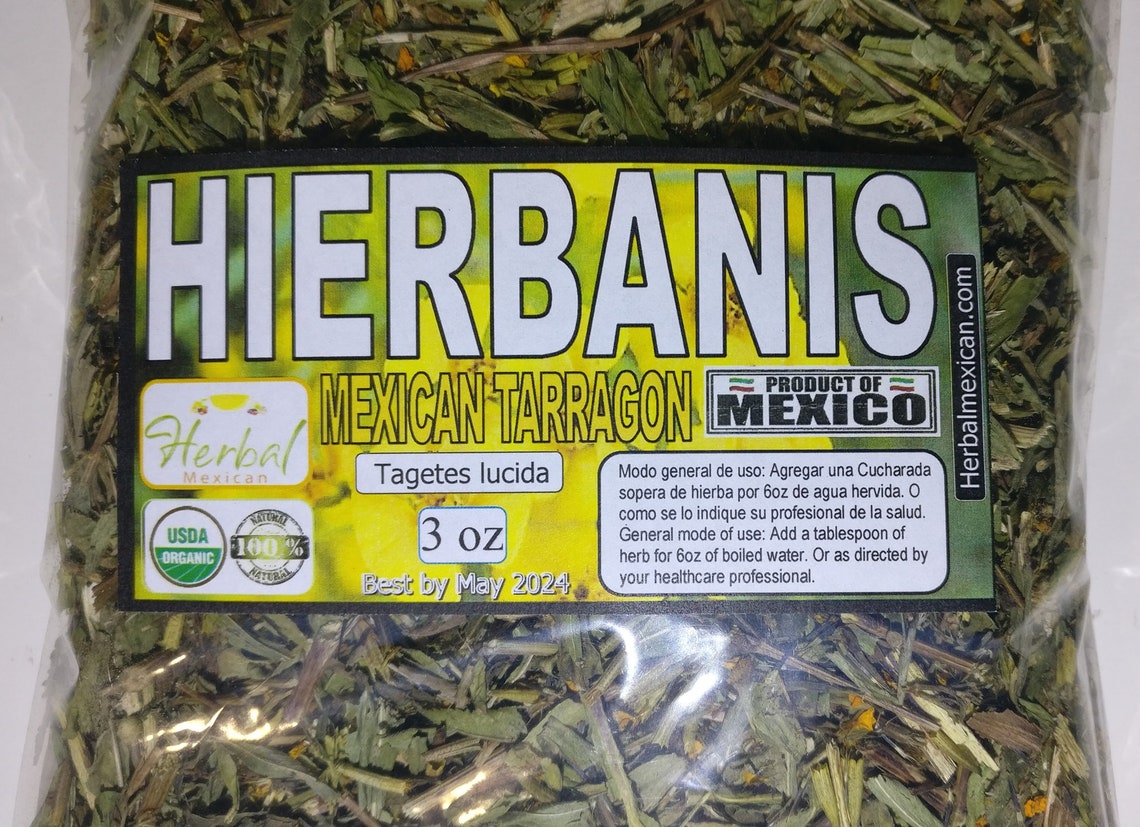 HIERBANIS
MEXICAN TARRAGON
PRODUCT OF
MEXICO
Herbalmexican.com
Herbal
Mexican
Tagetes lucida
USDA
ORGANIC
NATURAL
100 %
NATURAL
3 oz
Best by May 2024
Modo general de uso: Agregar una Cucharada
sopera de hierba por 6oz de agua hervida. O
como se lo indique su profesional de la salud.
General mode of use: Add a tablespoon of
herb for 6oz of boiled water. Or as directed by
your healthcare professional.